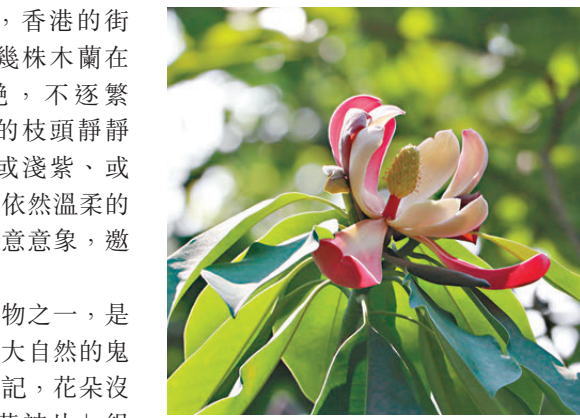 ，香港的街
幾株木蘭在
，不逐繁
的枝頭靜靜
或淺紫、或
依然溫柔的
意意象，邀
物之一，是
大自然的鬼
記，花朵沒